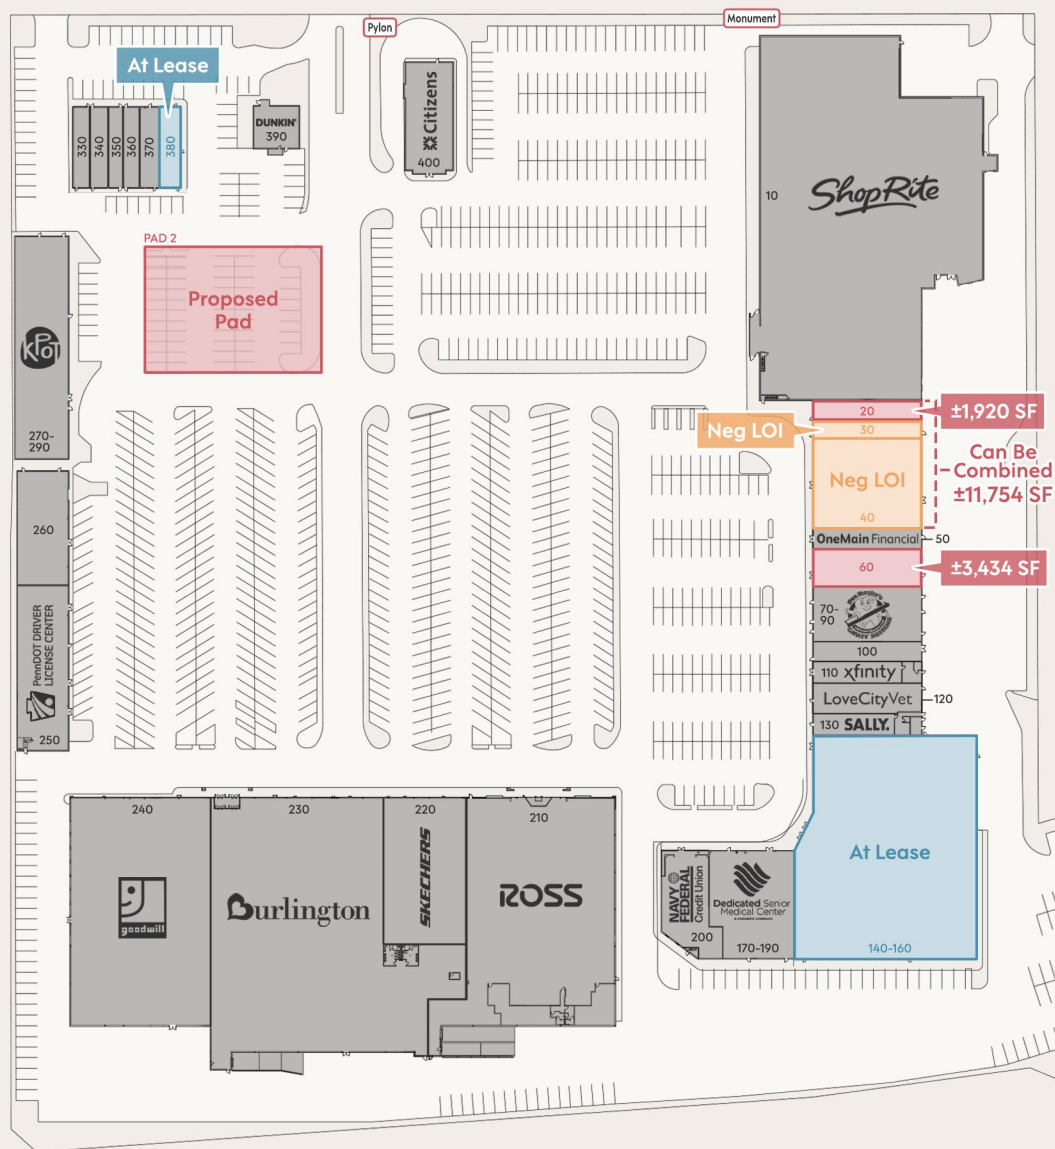 Monument
Pylon
At Lease
330
340
350
360
370
380
DUNKIN'
390
Citizens
400
10
ShopRite
PAD 2
Proposed
Pad
KPOT
270-
290
20
±1,920 SF
Neg LOI
30
Can Be
Combined
±11,754 SF
Neg LOI
40
OneMain Financial
50
60
±3,434 SF
260
70-
90
100
110 xfinity
LoveCityVet
120
130 SALLY.
PennDOT DRIVER
LICENSE CENTER
250
240
230
220
210
goodwill
Burlington
SKECHERS
ROSS
At Lease
140-160
NAVY
FEDERAL
Credit Union
200
Dedicated Senior
Medical Center
170-190